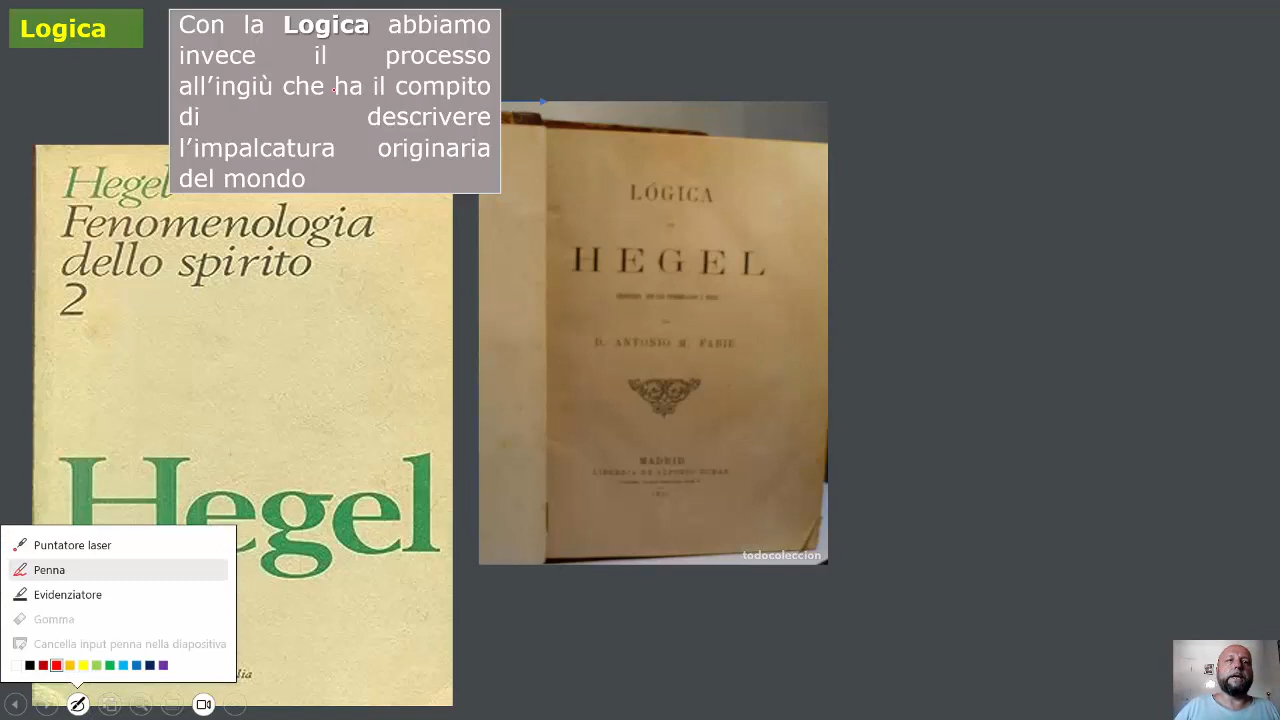 Logica
Con la Logica abbiamo
invece il processo
all'ingiù che ha il compito
di descrivere
l'impalcatura originaria
del mondo
Hegel
Fenomenologia
dello spirito
2
Hegel
LÓGICA
HEGEL
D. ANTONIO M. FABIE
MADRID
todocoleccion
Puntatore laser
Penna
Evidenziatore
Gomma
Cancella input penna nella diapositiva